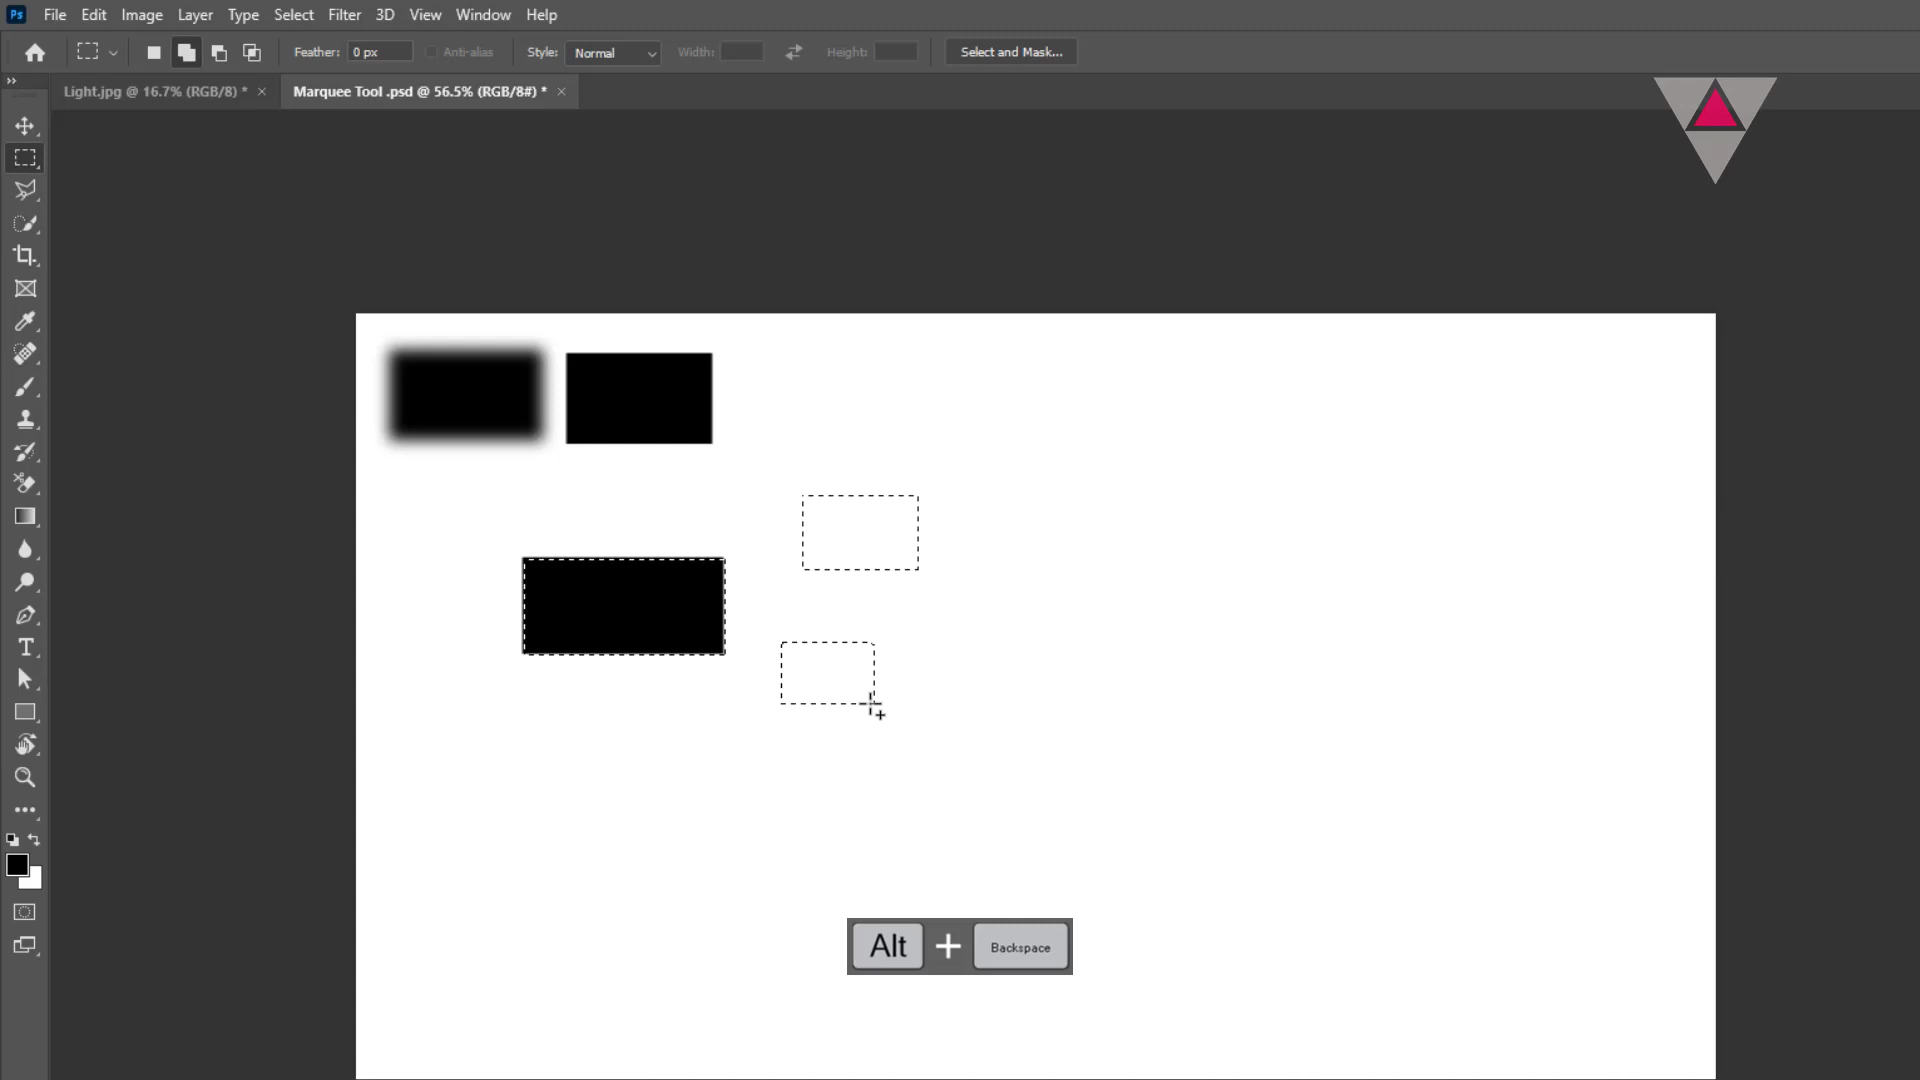 Ps File Edit Image Layer Type Select Filter 3D View Window Help
Feather: 0 px Anti-alias Style: Normal Width: Height: Select and Mask...
Light.jpg @ 16.7% (RGB/8) * × Marquee Tool .psd @ 56.5% (RGB/8#) * ×
Alt + Backspace